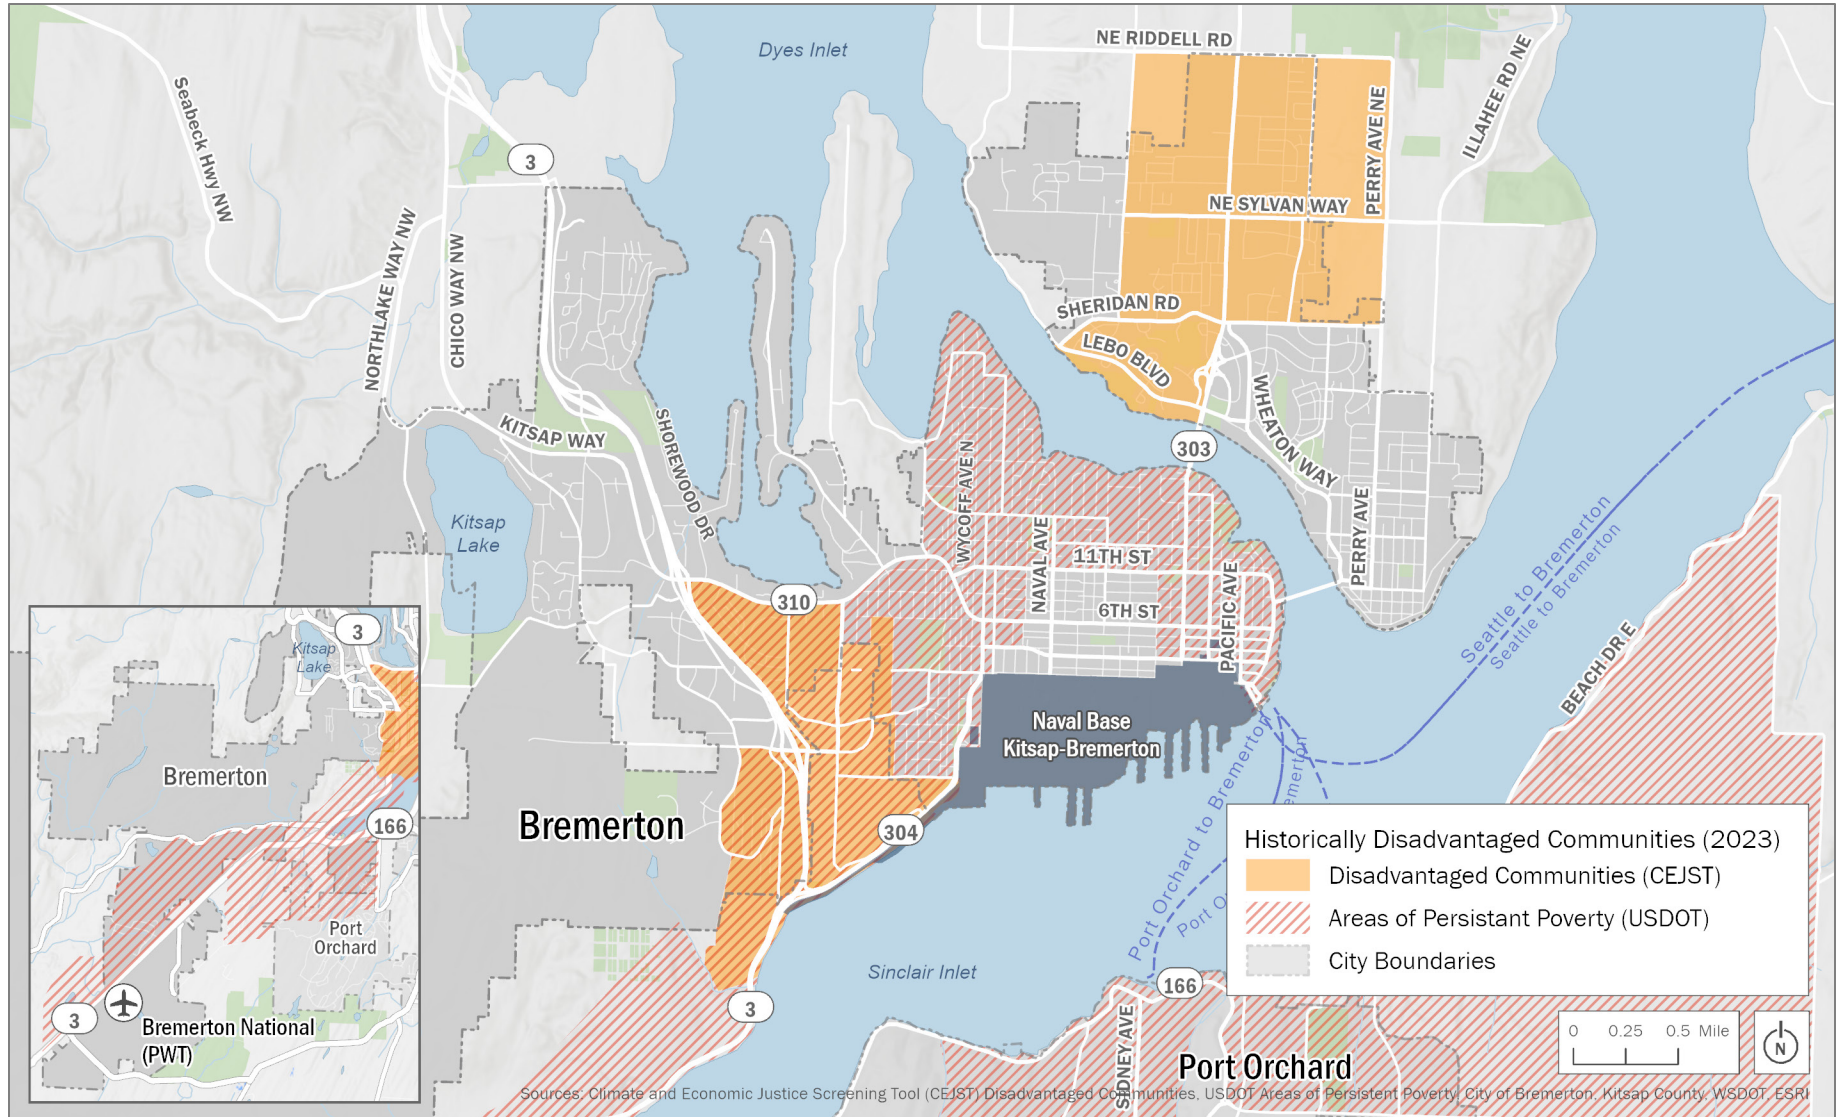 Dyes Inlet
NE RIDDELL RD
ILLAHEE RD NE
Seabeck Hwy NW
PERRY AVE NE
3
NE SYLVAN WAY
NORTHLAKE WAY NW
CHICO WAY NW
SHERIDAN RD
LEBO BLVD
WHEATON WAY
KITSAP WAY
SHOREWOOD DR
303
WYCOFF AVE N
Kitsap
Lake
NAVAL AVE
11TH ST
PERRY AVE
PACIFIC AVE
6TH ST
310
Seattle to Bremerton
Seattle to Bremerton
BEACH DR E
Naval Base
Kitsap-Bremerton
Bremerton
304
Port Orchard to Bremerton
emerton
Port O
Sinclair Inlet
3
166
SIDNEY AVE
Port Orchard
3
Kitsap
Lake
Bremerton
166
Port
Orchard
3
Bremerton National
(PWT)
Historically Disadvantaged Communities (2023)
Disadvantaged Communities (CEJST)
Areas of Persistant Poverty (USDOT)
City Boundaries
0 0.25 0.5 Mile
N
Sources: Climate and Economic Justice Screening Tool (CEJST) Disadvantaged Communities, USDOT Areas of Persistent Poverty, City of Bremerton, Kitsap County, WSDOT, ESRI